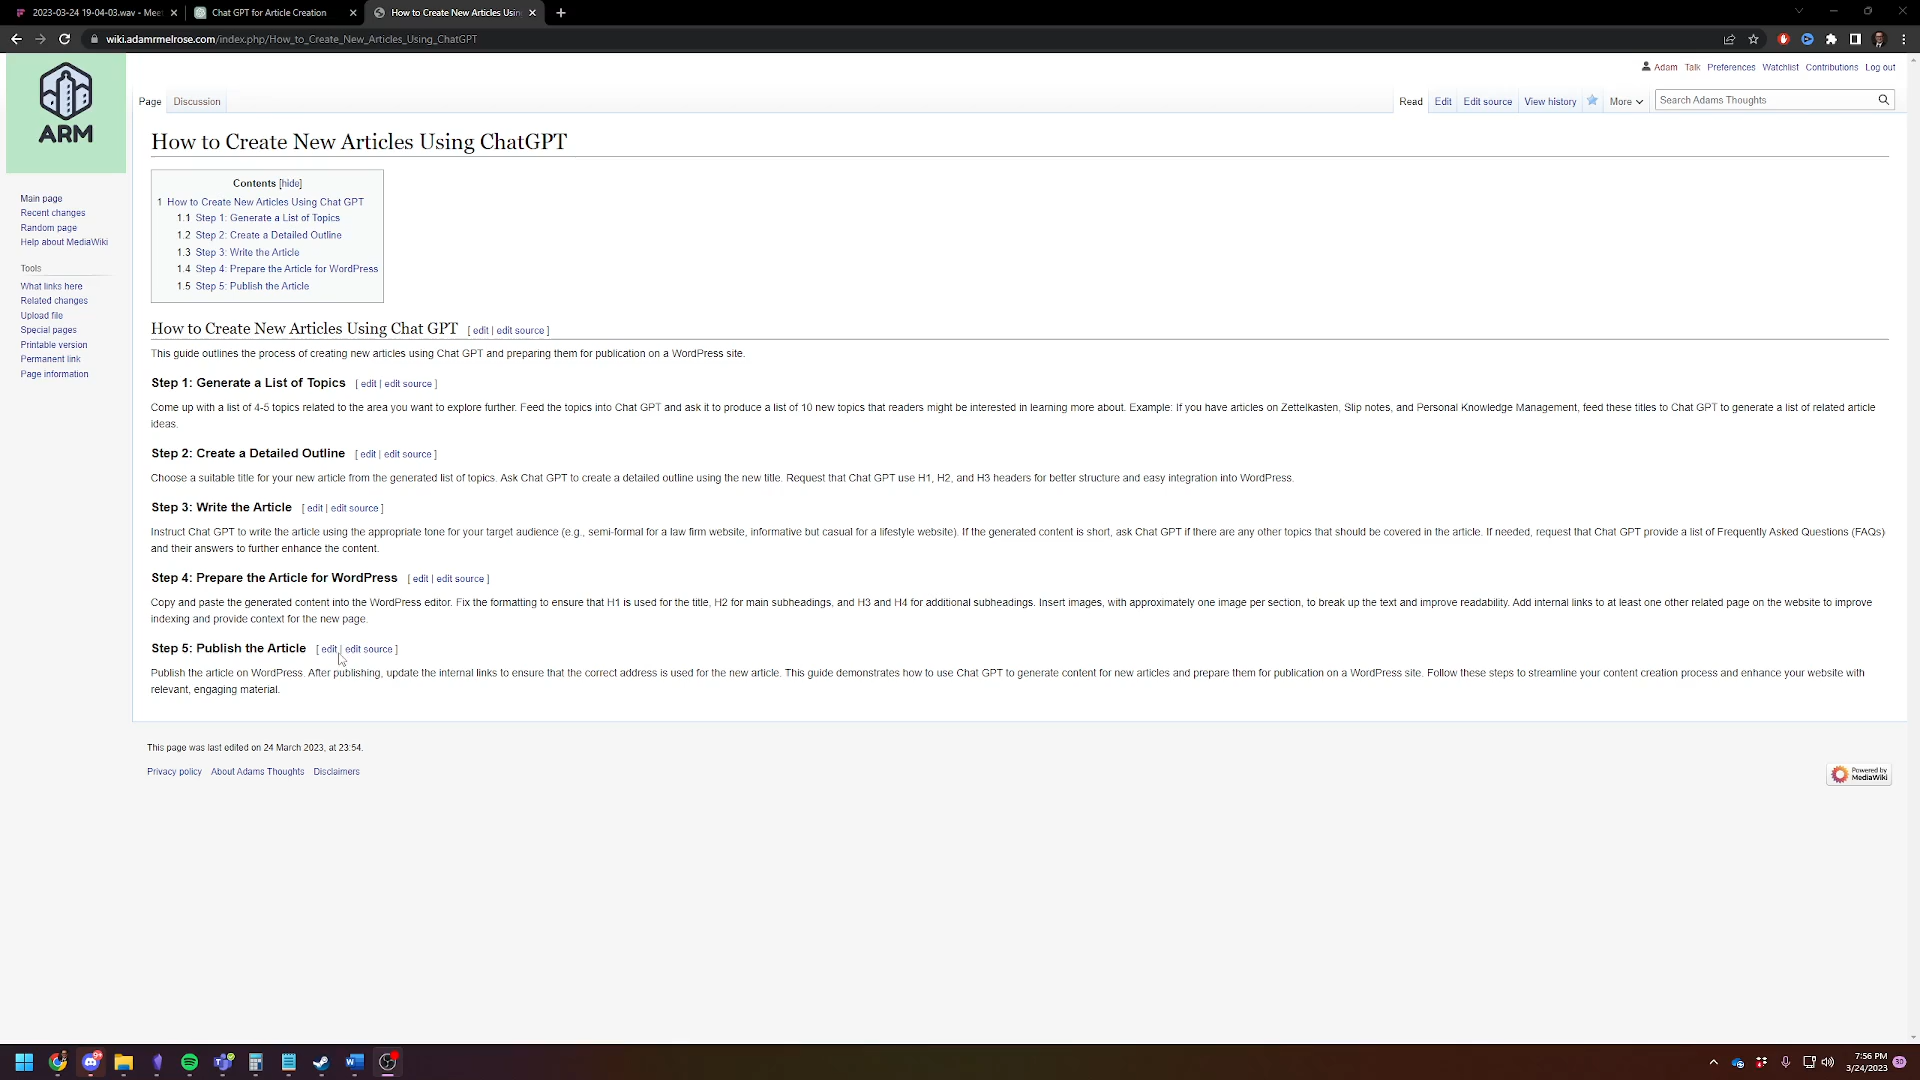 2023-03-24 19-04-03.wav - Mee
Chat GPT for Article Creation
How to Create New Articles Usin
wiki.adamrmelrose.com/index.php/How_to_Create_New_Articles_Using_ChatGPT
ARM
Adam Talk Preferences Watchlist Contributions Log out
Page Discussion
Read Edit Edit source View history More Search Adams Thoughts
How to Create New Articles Using ChatGPT
Main page
Recent changes
Random page
Help about MediaWiki
Tools
What links here
Related changes
Upload file
Special pages
Printable version
Permanent link
Page information
Contents [hide]
1 How to Create New Articles Using Chat GPT
1.1 Step 1: Generate a List of Topics
1.2 Step 2: Create a Detailed Outline
1.3 Step 3: Write the Article
1.4 Step 4: Prepare the Article for WordPress
1.5 Step 5: Publish the Article
How to Create New Articles Using Chat GPT [ edit | edit source ]
This guide outlines the process of creating new articles using Chat GPT and preparing them for publication on a WordPress site.
Step 1: Generate a List of Topics [ edit | edit source ]
Come up with a list of 4-5 topics related to the area you want to explore further. Feed the topics into Chat GPT and ask it to produce a list of 10 new topics that readers might be interested in learning more about. Example: If you have articles on Zettelkasten, Slip notes, and Personal Knowledge Management, feed these titles to Chat GPT to generate a list of related article
ideas.
Step 2: Create a Detailed Outline [ edit | edit source ]
Choose a suitable title for your new article from the generated list of topics. Ask Chat GPT to create a detailed outline using the new title. Request that Chat GPT use H1, H2, and H3 headers for better structure and easy integration into WordPress.
Step 3: Write the Article [ edit | edit source ]
Instruct Chat GPT to write the article using the appropriate tone for your target audience (e.g., semi-formal for a law firm website, informative but casual for a lifestyle website). If the generated content is short, ask Chat GPT if there are any other topics that should be covered in the article. If needed, request that Chat GPT provide a list of Frequently Asked Questions (FAQs)
and their answers to further enhance the content.
Step 4: Prepare the Article for WordPress [ edit | edit source ]
Copy and paste the generated content into the WordPress editor. Fix the formatting to ensure that H1 is used for the title, H2 for main subheadings, and H3 and H4 for additional subheadings. Insert images, with approximately one image per section, to break up the text and improve readability. Add internal links to at least one other related page on the website to improve
indexing and provide context for the new page.
Step 5: Publish the Article [ edit | edit source ]
Publish the article on WordPress. After publishing, update the internal links to ensure that the correct address is used for the new article. This guide demonstrates how to use Chat GPT to generate content for new articles and prepare them for publication on a WordPress site. Follow these steps to streamline your content creation process and enhance your website with
relevant, engaging material.
This page was last edited on 24 March 2023, at 23:54.
Privacy policy About Adams Thoughts Disclaimers
Powered by
MediaWiki
7:56 PM
3/24/2023